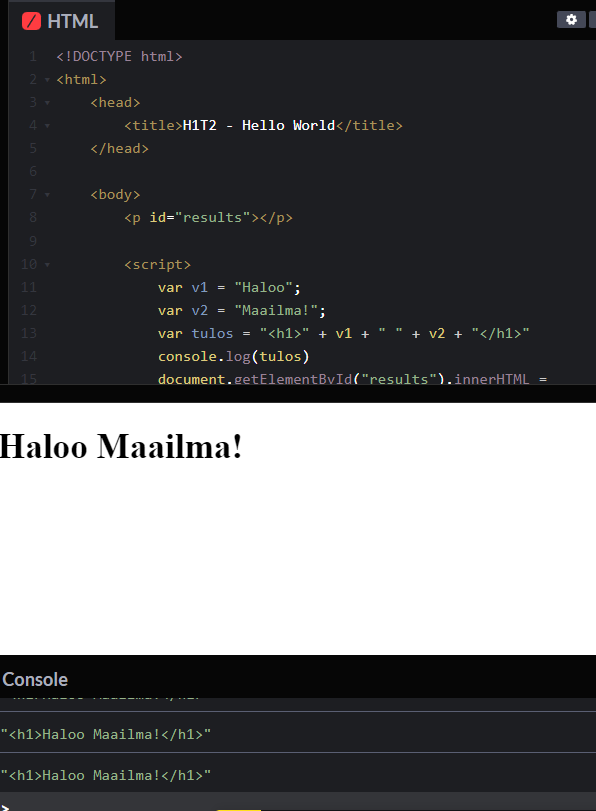 HTML
1 <!DOCTYPE html>
2 <html>
3 <head>
4 <title>H1T2 - Hello World</title>
5 </head>
6
7 <body>
8 <p id="results"></p>
9
10 <script>
11 var v1 = "Haloo";
12 var v2 = "Maailma!";
13 var tulos = "<h1>" + v1 + " " + v2 + "</h1>"
14 console.log(tulos)
15 document.getElementById("results").innerHTML =
Haloo Maailma!
Console
"<h1>Haloo Maailma!</h1>"
"<h1>Haloo Maailma!</h1>"
>